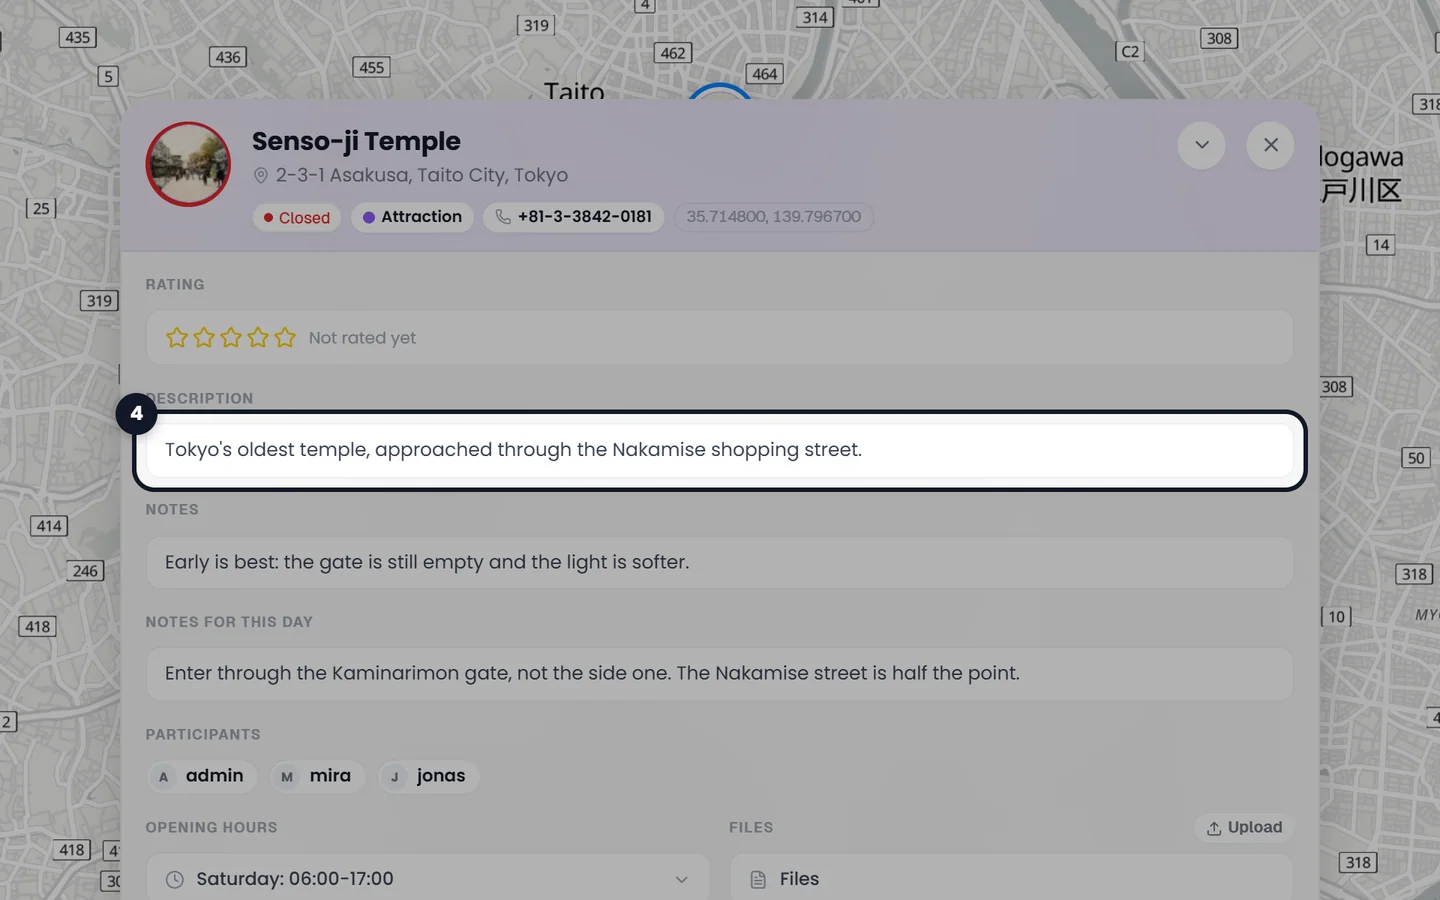 435
436
5
455
319
4
462
464
314
C2
308
Taito
25
319
414
246
418
2
418
logawa
戸川区
14
308
50
318
10
318
Senso-ji Temple
2-3-1 Asakusa, Taito City, Tokyo
Closed
Attraction
+81-3-3842-0181
35.714800, 139.796700
RATING
Not rated yet
DESCRIPTION
4
Tokyo's oldest temple, approached through the Nakamise shopping street.
NOTES
Early is best: the gate is still empty and the light is softer.
NOTES FOR THIS DAY
Enter through the Kaminarimon gate, not the side one. The Nakamise street is half the point.
PARTICIPANTS
A admin
M mira
J jonas
OPENING HOURS
Saturday: 06:00-17:00
FILES
Upload
Files